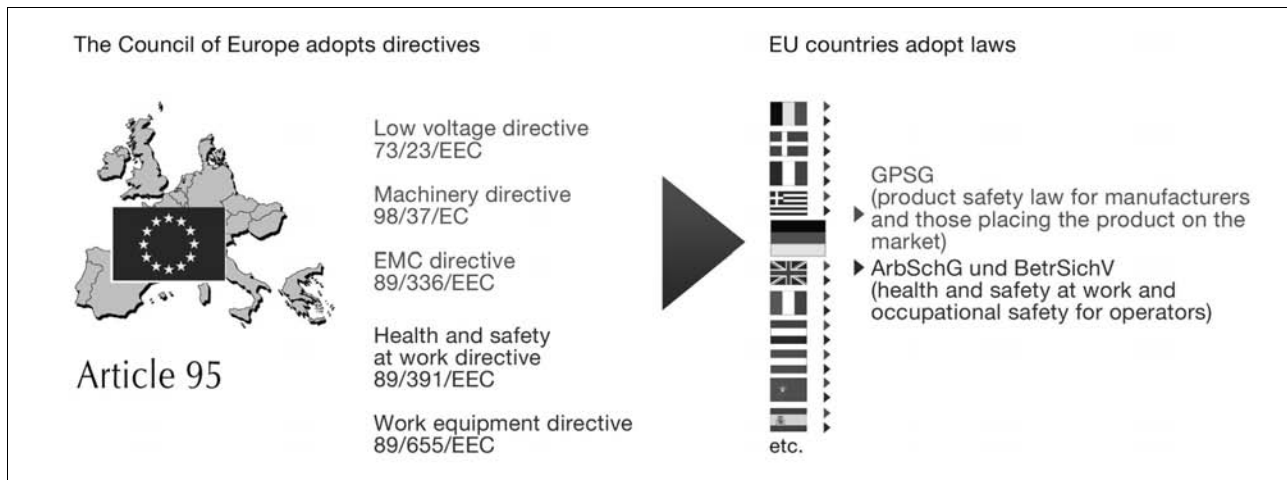 The Council of Europe adopts directives
EU countries adopt laws
Low voltage directive
73/23/EEC
Machinery directive
98/37/EC
EMC directive
89/336/EEC
Health and safety
at work directive
89/391/EEC
Work equipment directive
89/655/EEC
Article 95
GPSG
(product safety law for manufacturers
and those placing the product on the
market)
ArbSchG und BetrSichV
(health and safety at work and
occupational safety for operators)
etc.